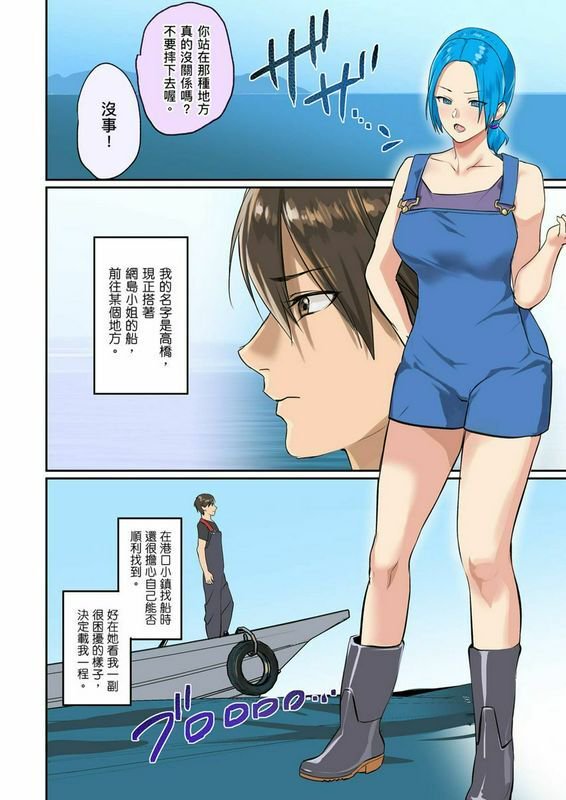 你站在那種地方
真的沒關係嗎？
不要摔下去喔。
沒事！
我的名字是高橋，
現正搭著
網島小姐的船，
前往某個地方。
在港口小鎮找船時
還很擔心自己能否
順利找到。
好在她看我一副
很困擾的樣子，
決定載我一程。
ブロロロロ…